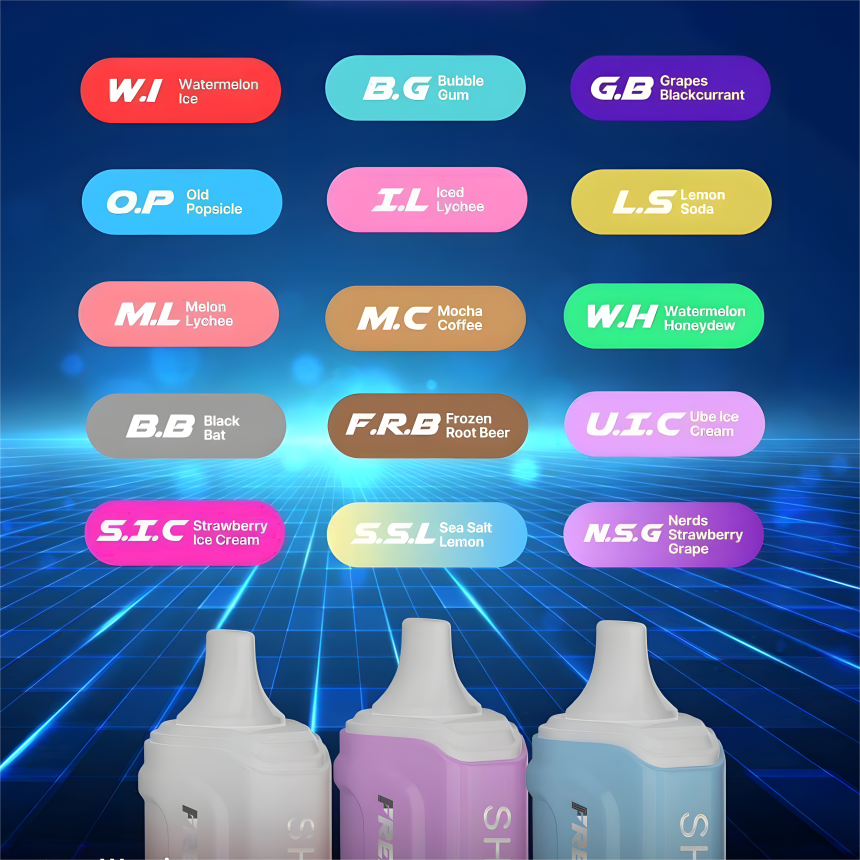 W.I Watermelon
Ice
B.G Bubble
Gum
G.B Grapes
Blackcurrant
O.P Old
Popsicle
I.L Iced
Lychee
L.S Lemon
Soda
M.L Melon
Lychee
M.C Mocha
Coffee
W.H Watermelon
Honeydew
B.B Black
Bat
F.R.B Frozen
Root Beer
U.I.C Ube Ice
Cream
S.I.C Strawberry
Ice Cream
S.S.L Sea Salt
Lemon
N.S.G Nerds
Strawberry
Grape